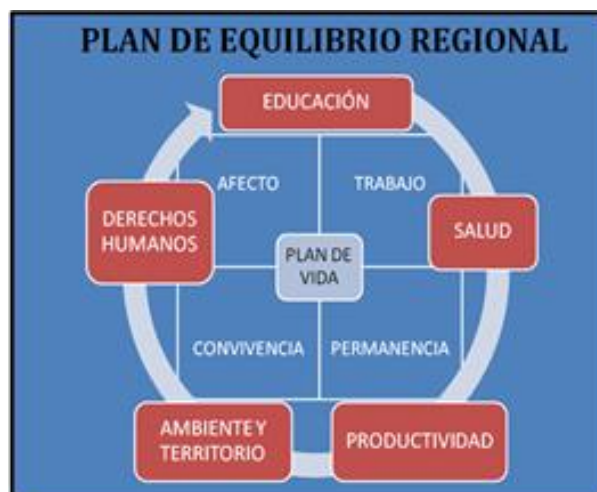 PLAN DE EQUILIBRIO REGIONAL
EDUCACIÓN
AFECTO
TRABAJO
DERECHOS
HUMANOS
SALUD
PLAN DE
VIDA
CONVIVENCIA
PERMANENCIA
AMBIENTE Y
TERRITORIO
PRODUCTIVIDAD